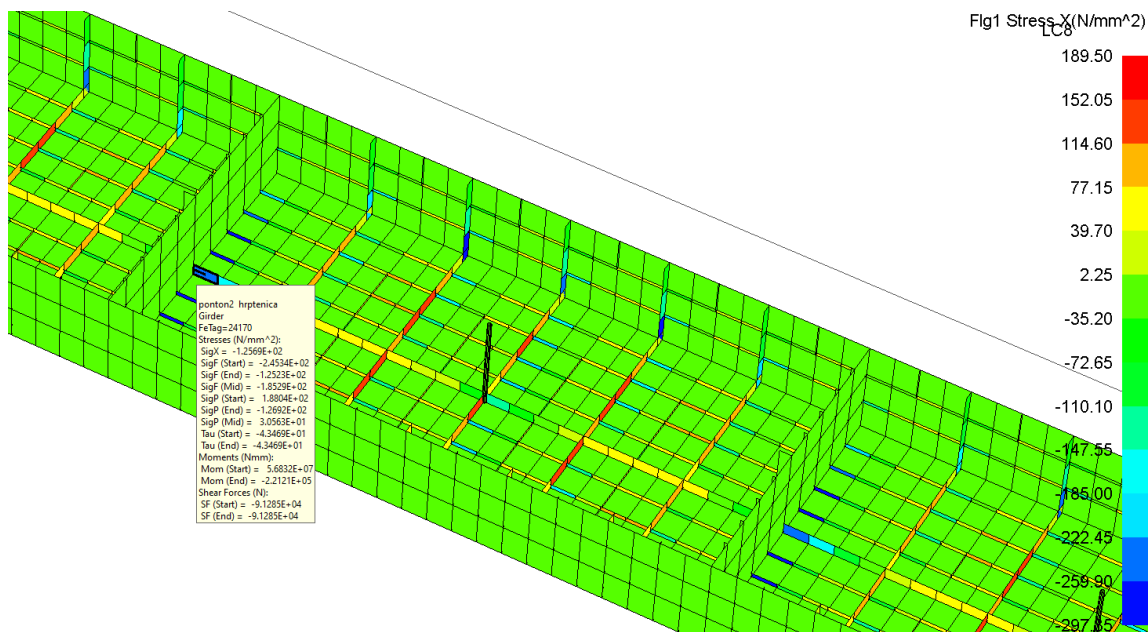 Flg1 Stress X(N/mm^2)
LC8
189.50
152.05
114.60
77.15
39.70
2.25
-35.20
-72.65
-110.10
-147.55
-185.00
-222.45
-259.90
-297.35
ponton2 hrptenica
Girder
FeTag=24170
Stresses (N/mm^2):
SigX = -1.2569E+02
SigF (Start) = -2.4534E+02
SigF (End) = -1.2523E+02
SigF (Mid) = -1.8529E+02
SigP (Start) = 1.8804E+02
SigP (End) = -1.2692E+02
SigP (Mid) = 3.0563E+01
Tau (Start) = -4.3469E+01
Tau (End) = -4.3469E+01
Moments (Nmm):
Mom (Start) = 5.6832E+07
Mom (End) = -2.2121E+05
Shear Forces (N):
SF (Start) = -9.1285E+04
SF (End) = -9.1285E+04